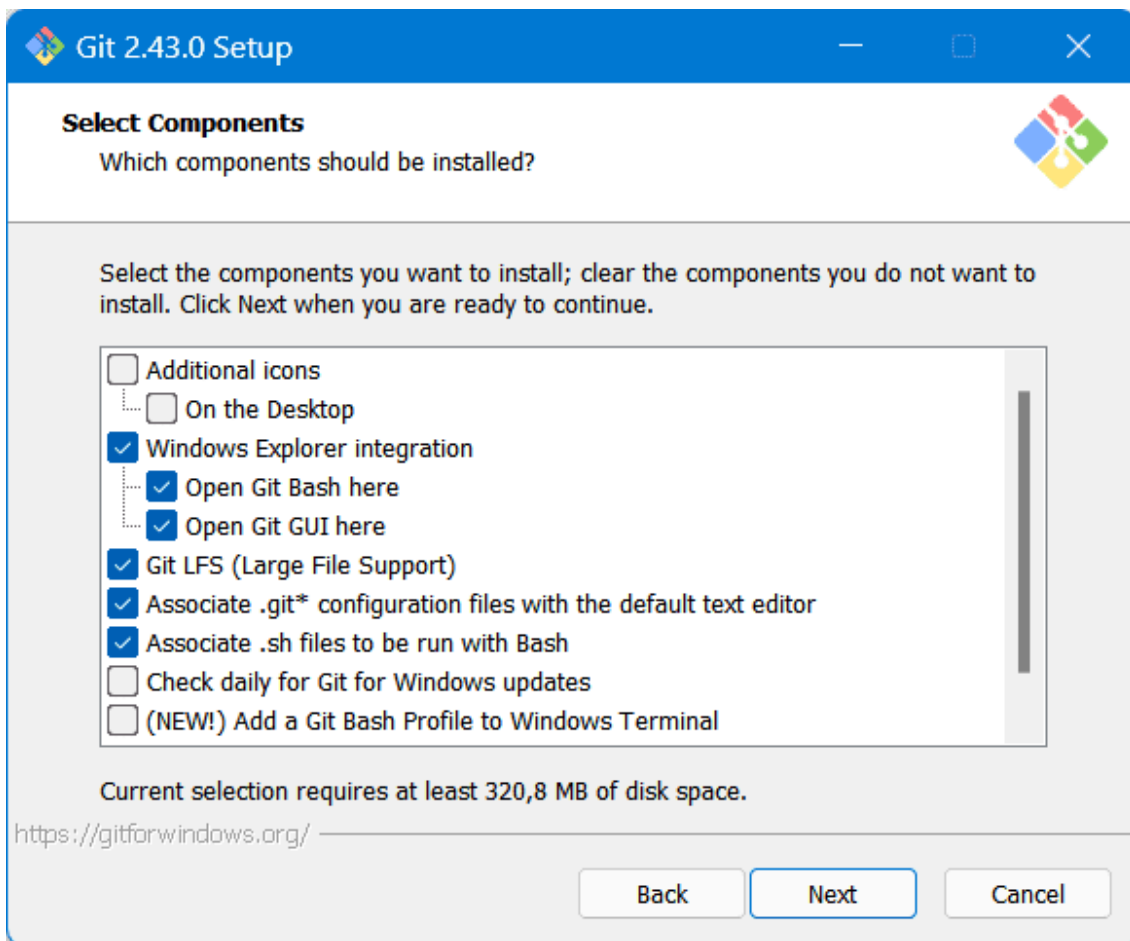 Git 2.43.0 Setup
Select Components
Which components should be installed?
Select the components you want to install; clear the components you do not want to
install. Click Next when you are ready to continue.
Additional icons
On the Desktop
Windows Explorer integration
Open Git Bash here
Open Git GUI here
Git LFS (Large File Support)
Associate .git* configuration files with the default text editor
Associate .sh files to be run with Bash
Check daily for Git for Windows updates
(NEW!) Add a Git Bash Profile to Windows Terminal
Current selection requires at least 320,8 MB of disk space.
https://gitforwindows.org/
Back Next Cancel